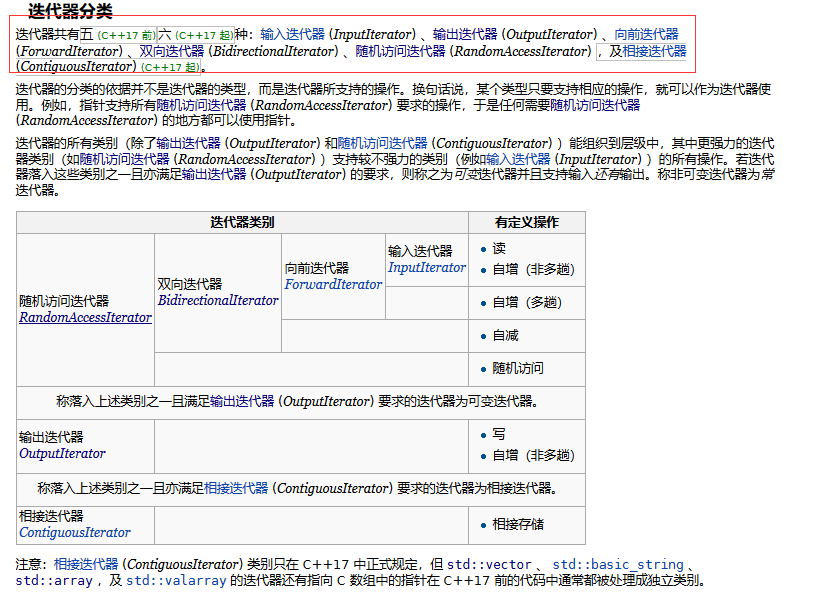 迭代器分类
迭代器共有五 (C++17 前)六 (C++17 起)种：输入迭代器 (InputIterator) 、输出迭代器 (OutputIterator) 、向前迭代器
(ForwardIterator) 、双向迭代器 (BidirectionalIterator) 、随机访问迭代器 (RandomAccessIterator) ，及相接迭代器
(ContiguousIterator) (C++17 起)。
迭代器的分类的依据并不是迭代器的类型，而是迭代器所支持的操作。换句话说，某个类型只要支持相应的操作，就可以作为迭代器使
用。例如，指针支持所有随机访问迭代器 (RandomAccessIterator) 要求的操作，于是任何需要随机访问迭代器
(RandomAccessIterator) 的地方都可以使用指针。
迭代器的所有类别（除了输出迭代器 (OutputIterator) 和随机访问迭代器 (ContiguousIterator) ）能组织到层级中，其中更强力的迭代
器类别（如随机访问迭代器 (RandomAccessIterator) ）支持较不强力的类别（例如输入迭代器 (InputIterator) ）的所有操作。若迭代
器落入这些类别之一且亦满足输出迭代器 (OutputIterator) 的要求，则称之为可变迭代器并且支持输入还有输出。称非可变迭代器为常
迭代器。
迭代器类别 有定义操作
随机访问迭代器
RandomAccessIterator
双向迭代器
BidirectionalIterator
向前迭代器
ForwardIterator
输入迭代器
InputIterator
• 读
• 自增（非多趟）
• 自增（多趟）
• 自减
• 随机访问
称落入上述类别之一且满足输出迭代器 (OutputIterator) 要求的迭代器为可变迭代器。
输出迭代器
OutputIterator
• 写
• 自增（非多趟）
称落入上述类别之一且亦满足相接迭代器 (ContiguousIterator) 要求的迭代器为相接迭代器。
相接迭代器
ContiguousIterator
• 相接存储
注意：相接迭代器 (ContiguousIterator) 类别只在 C++17 中正式规定，但 std::vector 、 std::basic_string 、
std::array ，及 std::valarray 的迭代器还有指向 C 数组中的指针在 C++17 前的代码中通常都被处理成独立类别。